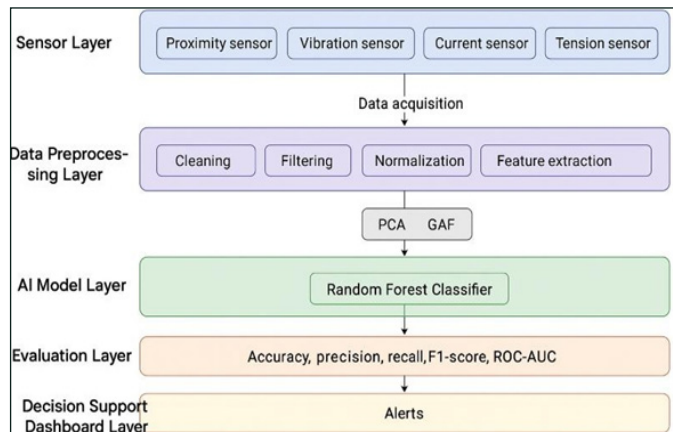 Sensor Layer
Proximity sensor
Vibration sensor
Current sensor
Tension sensor
Data acquisition
Data Preproces-
sing Layer
Cleaning
Filtering
Normalization
Feature extraction
PCA GAF
AI Model Layer
Random Forest Classifier
Evaluation Layer
Accuracy, precision, recall,F1-score, ROC-AUC
Decision Support
Dashboard Layer
Alerts